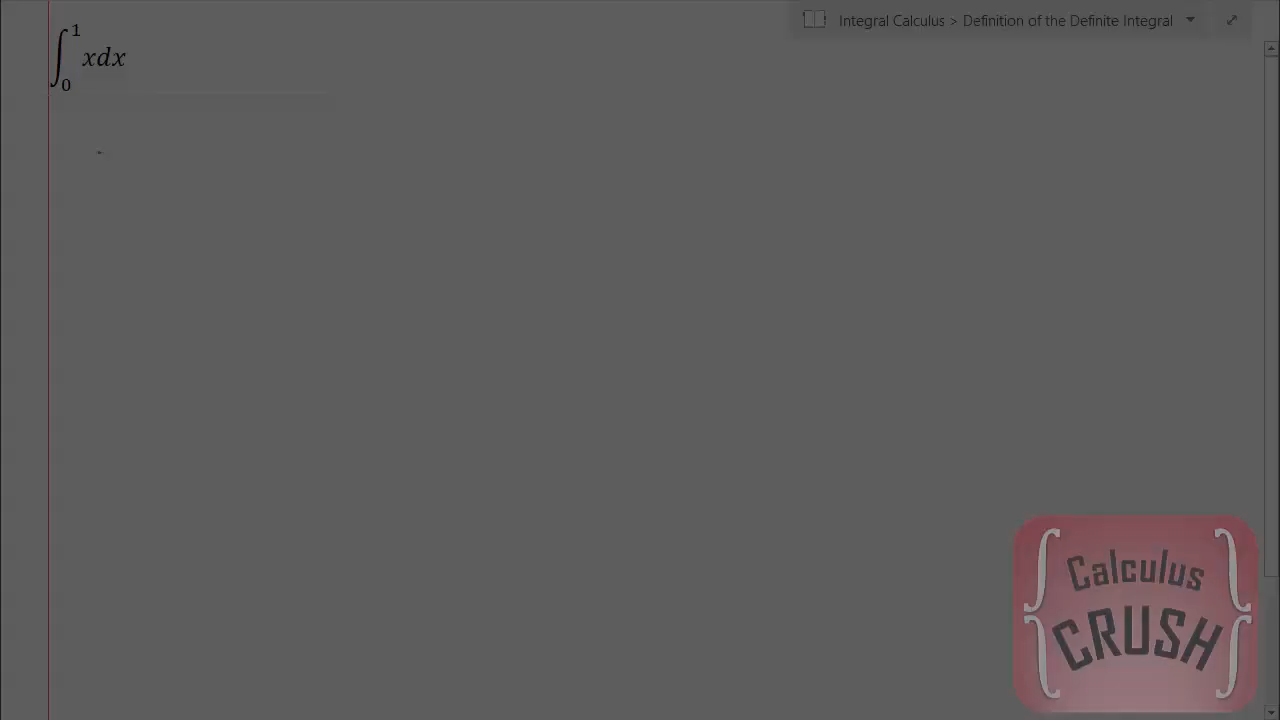 Integral Calculus > Definition of the Definite Integral
∫₀¹ xdx
Calculus
CRUSH